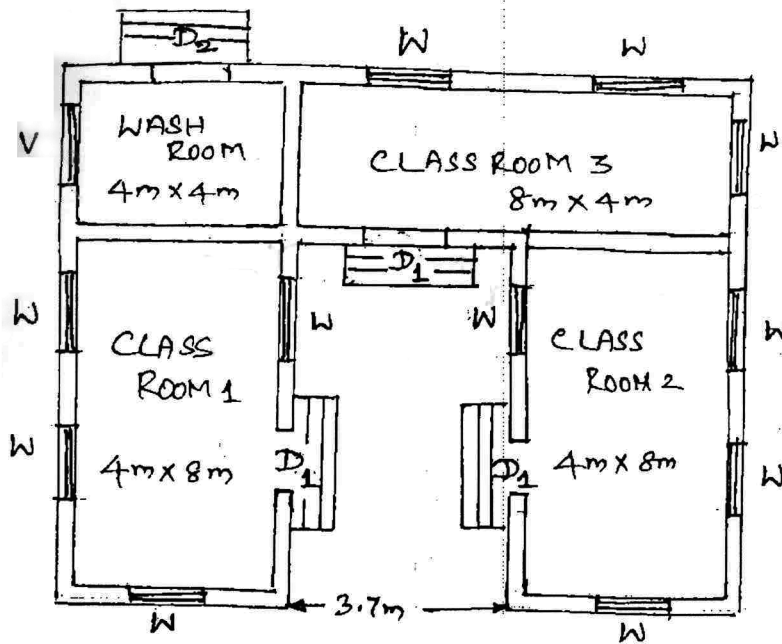 D2
W
W
V
WASH
ROOM
4m x 4m
CLASS ROOM 3
8m x 4m
W
D1
W
W
W
W
CLASS
ROOM 1
CLASS
ROOM 2
W
4m x 8m
D1
D1
4m x 8m
W
3.7m
W
W